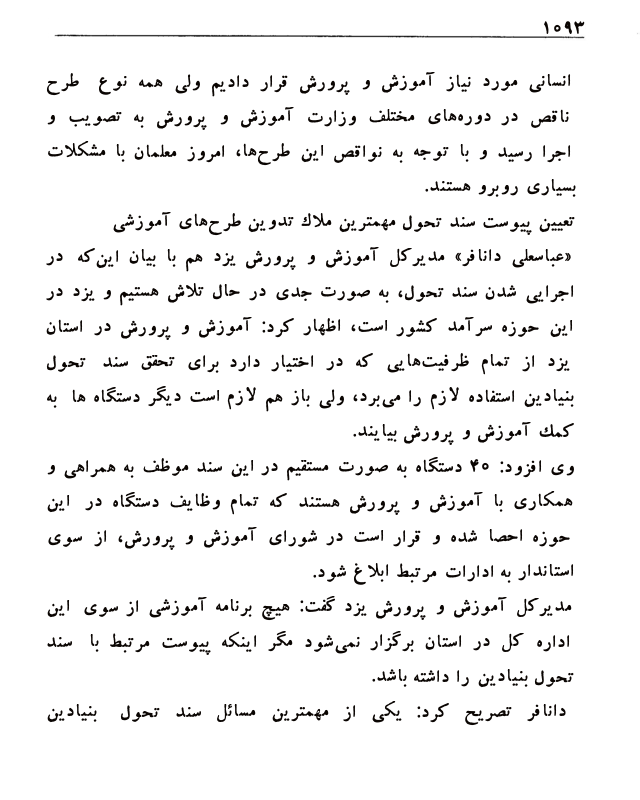 ۱۰۹۳
انسانی مورد نیاز آموزش و پرورش قرار دادیم ولی همه نوع طرح
ناقص در دوره‌های مختلف وزارت آموزش و پرورش به تصویب و
اجرا رسید و با توجه به نواقص این طرح‌ها، امروز معلمان با مشکلات
بسیاری روبرو هستند.
تعیین پیوست سند تحول مهمترین ملاك تدوین طرح‌های آموزشی
«عباسعلی دانافر» مدیرکل آموزش و پرورش یزد هم با بیان این‌که در
اجرایی شدن سند تحول، به صورت جدی در حال تلاش هستیم و یزد در
این حوزه سرآمد کشور است، اظهار کرد: آموزش و پرورش در استان
یزد از تمام ظرفیت‌هایی که در اختیار دارد برای تحقق سند تحول
بنیادین استفاده لازم را می‌برد، ولی باز هم لازم است دیگر دستگاه ها به
کمك آموزش و پرورش بیایند.
وی افزود: ۴۰ دستگاه به صورت مستقیم در این سند موظف به همراهی و
همکاری با آموزش و پرورش هستند که تمام وظایف دستگاه در این
حوزه احصا شده و قرار است در شورای آموزش و پرورش، از سوی
استاندار به ادارات مرتبط ابلاغ شود.
مدیرکل آموزش و پرورش یزد گفت: هیچ برنامه آموزشی از سوی این
اداره کل در استان برگزار نمی‌شود مگر اینکه پیوست مرتبط با سند
تحول بنیادین را داشته باشد.
دانافر تصریح کرد: یکی از مهمترین مسائل سند تحول بنیادین